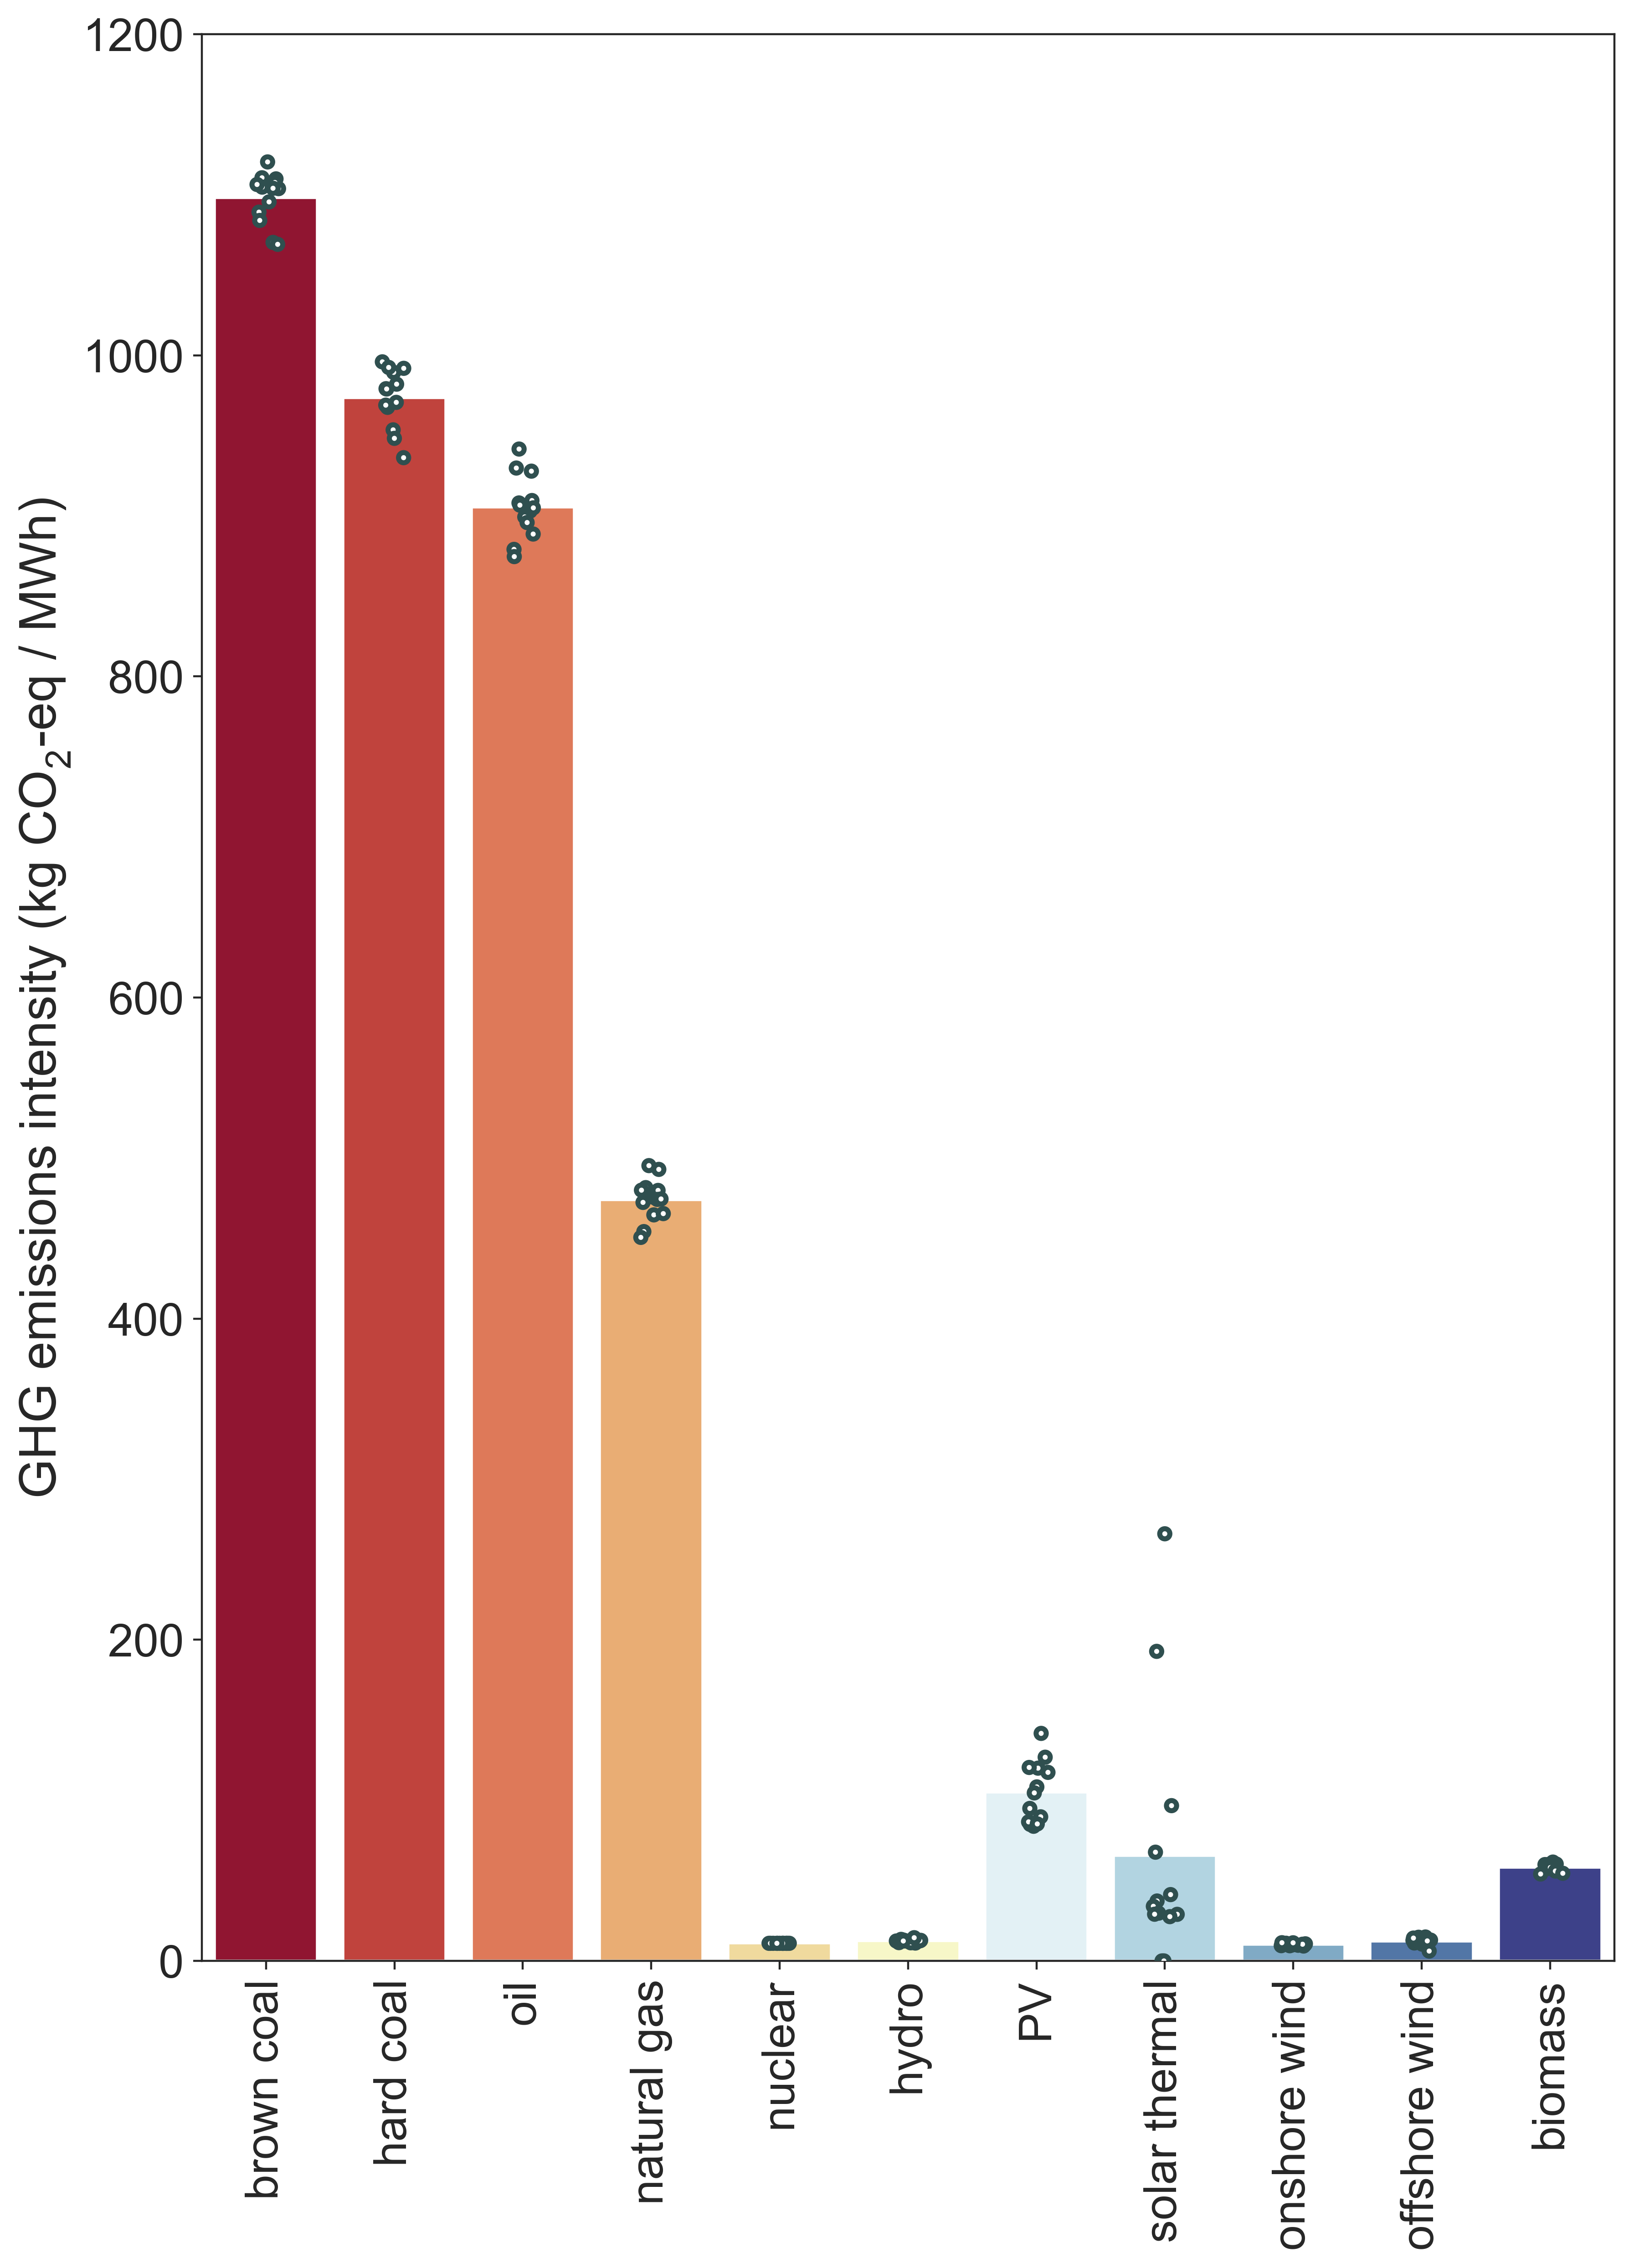 GHG emissions intensity (kg CO₂-eq / MWh)
1200
1000
800
600
400
200
0
brown coal
hard coal
oil
natural gas
nuclear
hydro
PV
solar thermal
onshore wind
offshore wind
biomass